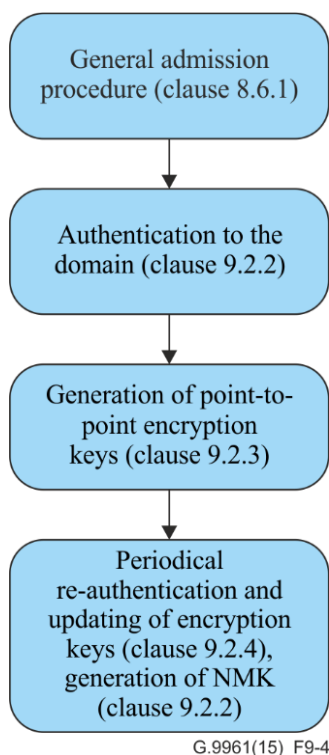 General admission
procedure (clause 8.6.1)
Authentication to the
domain (clause 9.2.2)
Generation of point-to-
point encryption
keys (clause 9.2.3)
Periodical
re-authentication and
updating of encryption
keys (clause 9.2.4),
generation of NMK
(clause 9.2.2)
G.9961(15)_F9-4